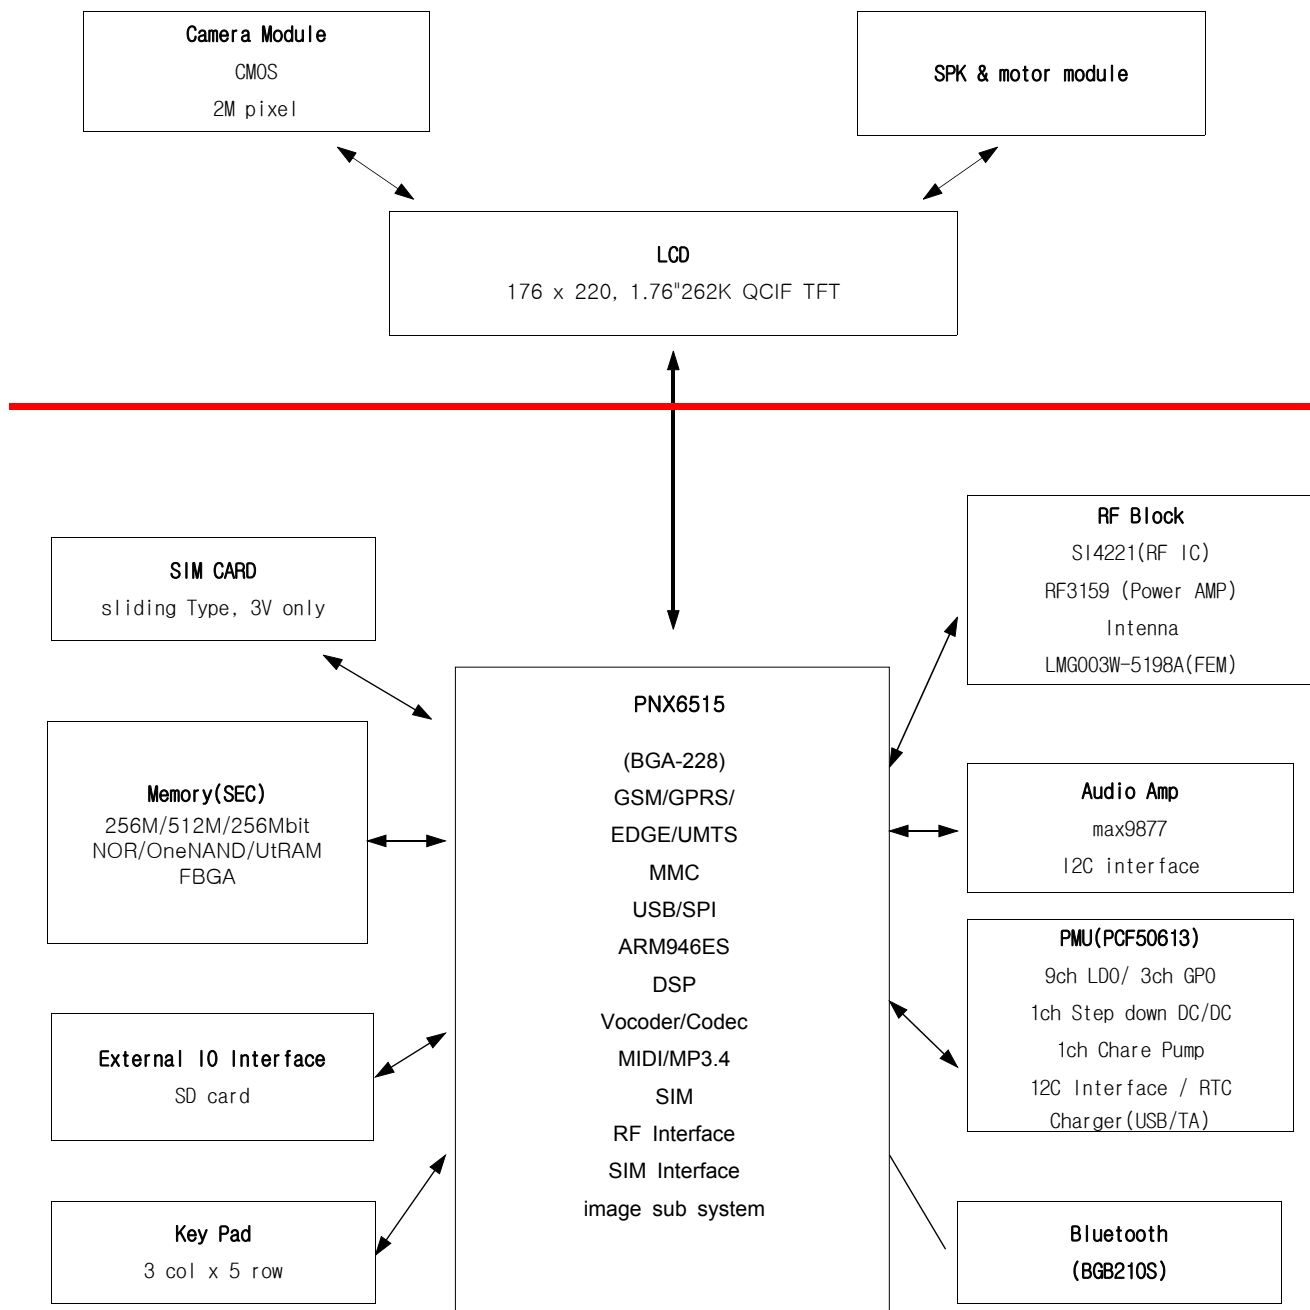 Camera Module
CMOS
2M pixel
SPK & motor module
LCD
176 x 220, 1.76"262K QCIF TFT
RF Block
SI4221(RF IC)
RF3159 (Power AMP)
Intenna
LMG003W-5198A(FEM)
SIM CARD
sliding Type, 3V only
PNX6515
(BGA-228)
GSM/GPRS/
EDGE/UMTS
MMC
USB/SPI
ARM946ES
DSP
Vocoder/Codec
MIDI/MP3.4
SIM
RF Interface
SIM Interface
image sub system
Memory(SEC)
256M/512M/256Mbit
NOR/OneNAND/UtRAM
FBGA
Audio Amp
max9877
I2C interface
PMU(PCF50613)
9ch LDO/ 3ch GPO
1ch Step down DC/DC
1ch Chare Pump
12C Interface / RTC
Charger(USB/TA)
External IO Interface
SD card
Key Pad
3 col x 5 row
Bluetooth
(BGB210S)